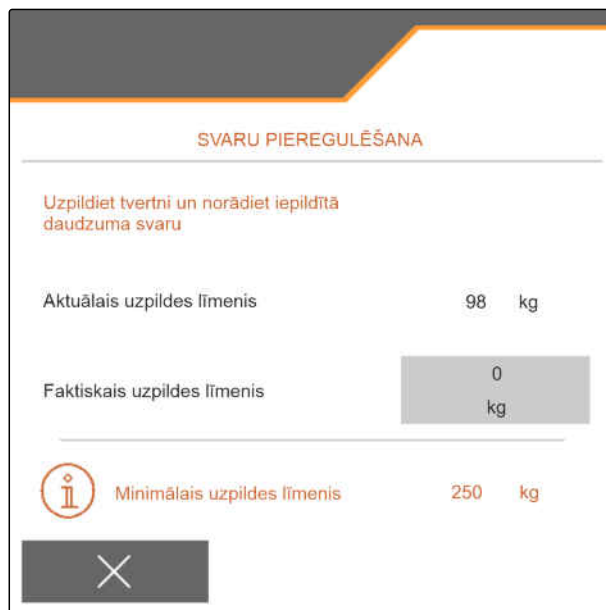 SVARU PIEREGULĒŠANA
Uzpildiet tvertni un norādiet iepildītā
daudzuma svaru
Aktuālais uzpildes līmenis 98 kg
Faktiskais uzpildes līmenis 0
kg
Minimālais uzpildes līmenis 250 kg